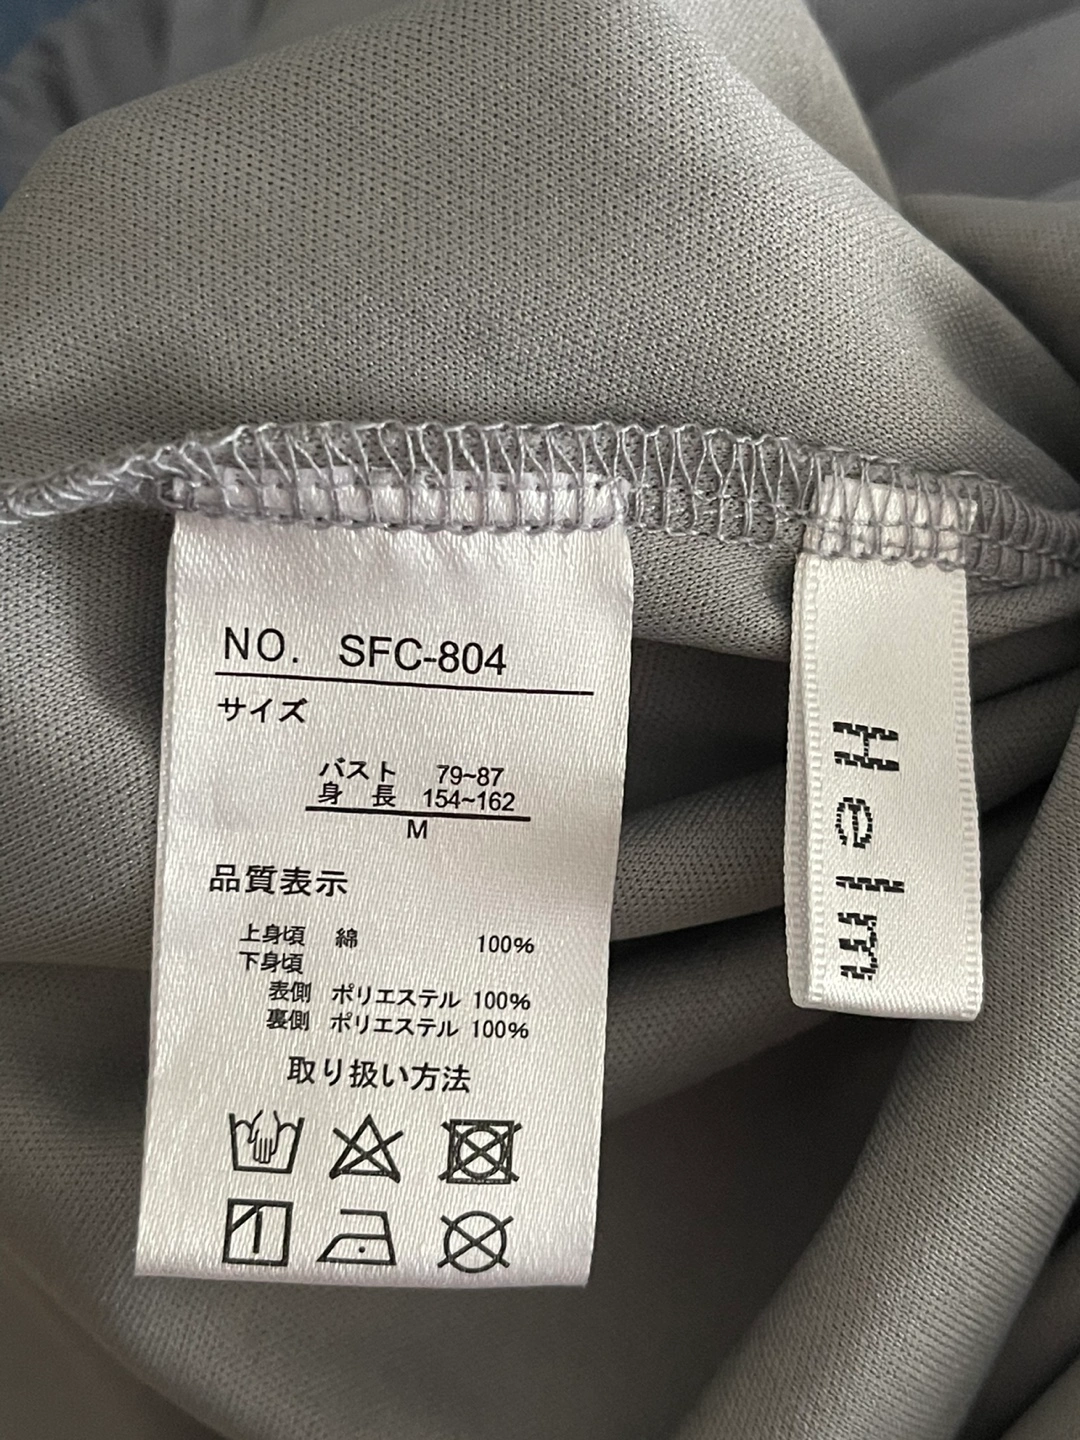 NO. SFC-804
サイズ
バスト 79~87
身 長 154~162
M
品質表示
上身頃 綿 100%
下身頃
表側 ポリエステル 100%
裏側 ポリエステル 100%
取り扱い方法
Heln